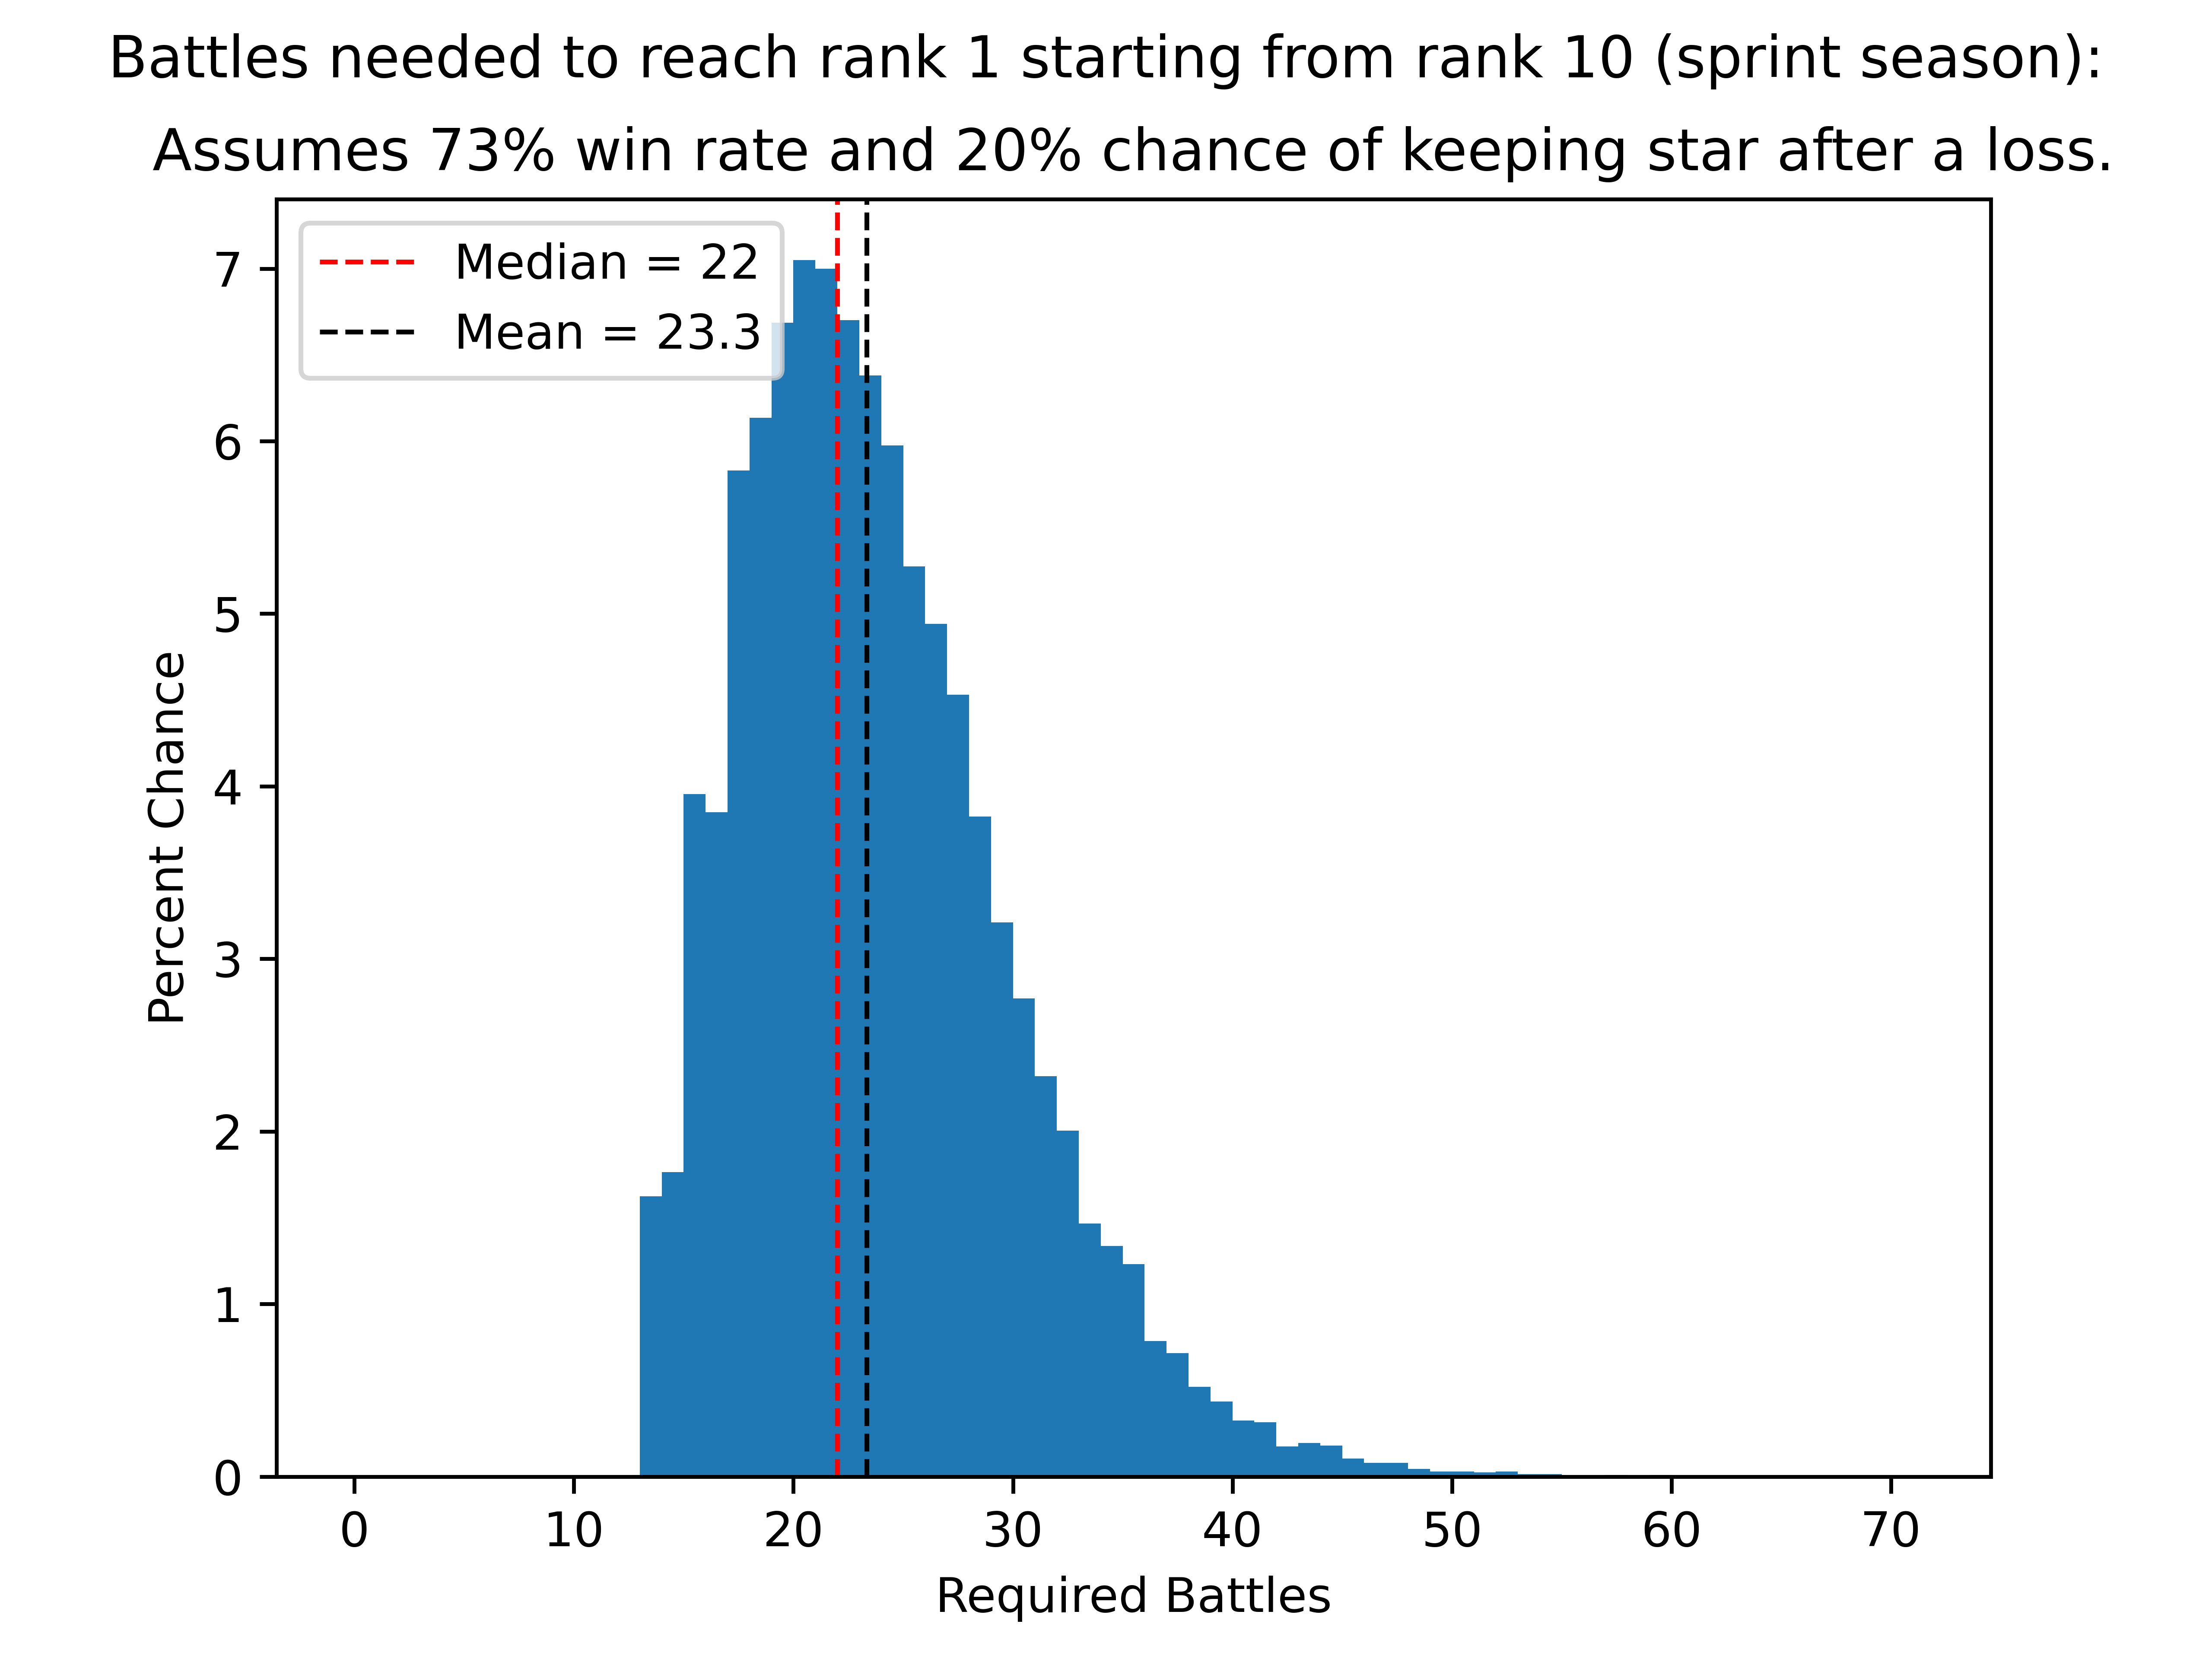 Battles needed to reach rank 1 starting from rank 10 (sprint season):
Assumes 73% win rate and 20% chance of keeping star after a loss.
Median = 22
Mean = 23.3
Percent Chance
7
6
5
4
3
2
1
0
0 10 20 30 40 50 60 70
Required Battles